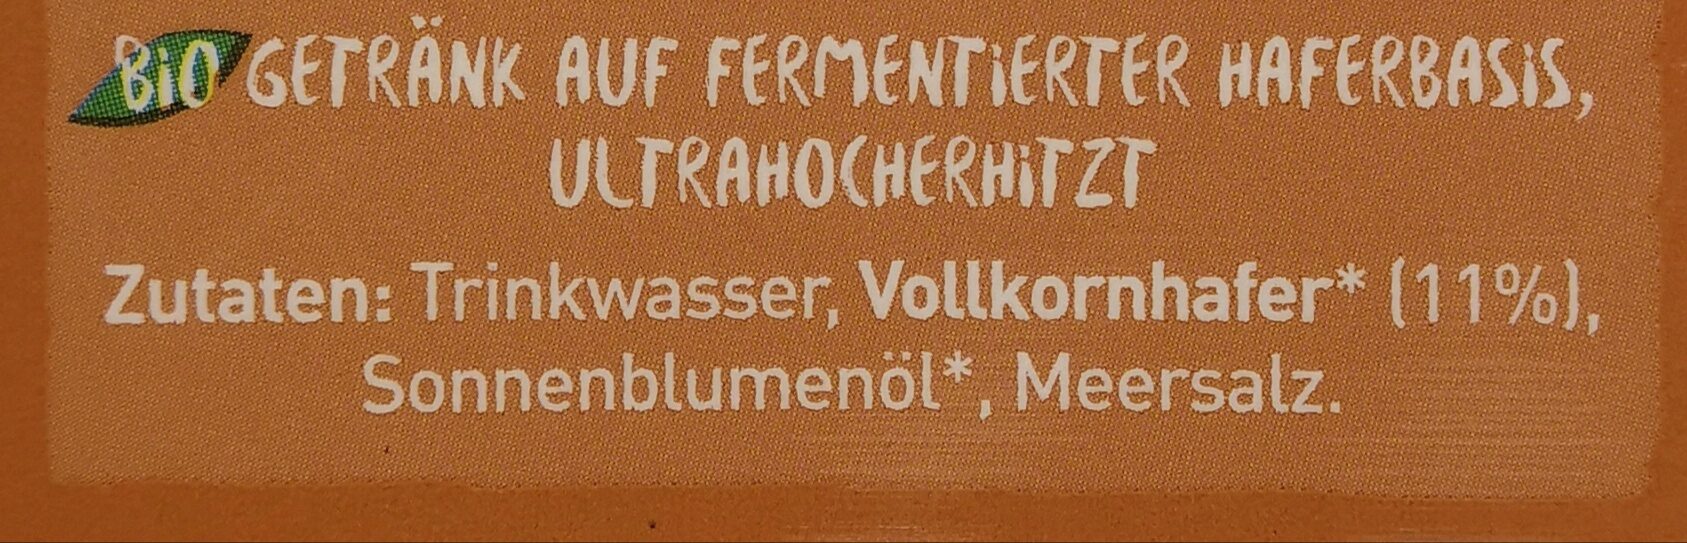 BiO GETRÄNK AUF FERMENTiERTER HAFERBASiS,
ULTRAHOCHERHiTZT
Zutaten: Trinkwasser, Vollkornhafer* (11%),
Sonnenblumenöl*, Meersalz.